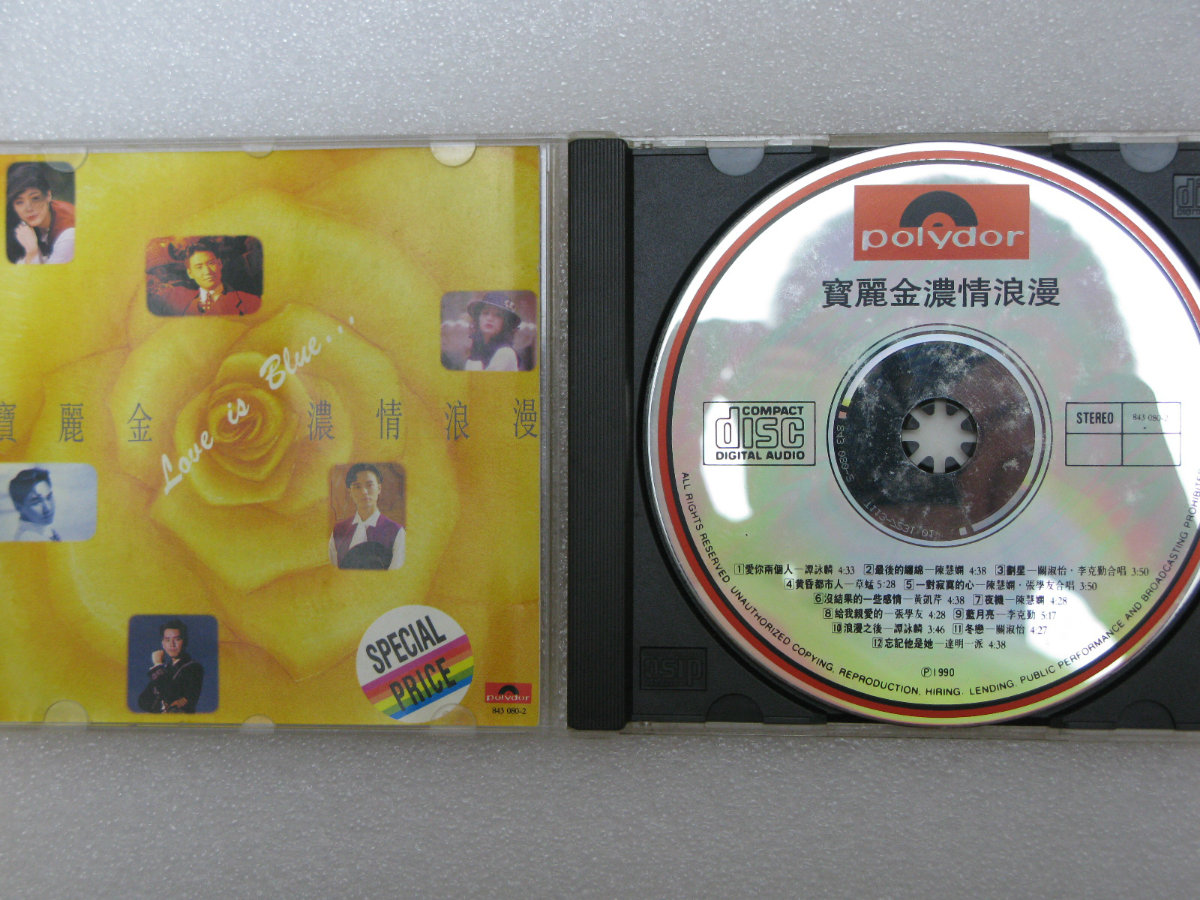 Love is Blue...
寶麗金 濃情浪漫
SPECIAL
PRICE
polydor
843 080-2
polydor
寶麗金濃情浪漫
COMPACT
disc
DIGITAL AUDIO
STEREO
843 080-2
1 愛你兩個人—譚詠麟 4:33 2 最後的纏綿—陳慧嫻 4:38 3 劃星—關淑怡·李克勤合唱 3:50
4 黄昏都市人—草蜢 5:28 5 一對寂寞的心—陳慧嫻·張學友合唱 3:50
6 沒結果的一些感情—黃凱芹 4:38 7 夜機—陳慧嫻 4:28
8 給我親愛的—張學友 4:28 9 藍月亮—李克勤 5:17
10 浪漫之後—譚詠麟 3:46 11 冬戀—關淑怡 4:27
12 忘記他是她—達明一派 4:38
Ⓟ1990
ALL RIGHTS RESERVED. UNAUTHORIZED COPYING, REPRODUCTION, HIRING, LENDING, PUBLIC PERFORMANCE AND BROADCASTING PROHIBITED